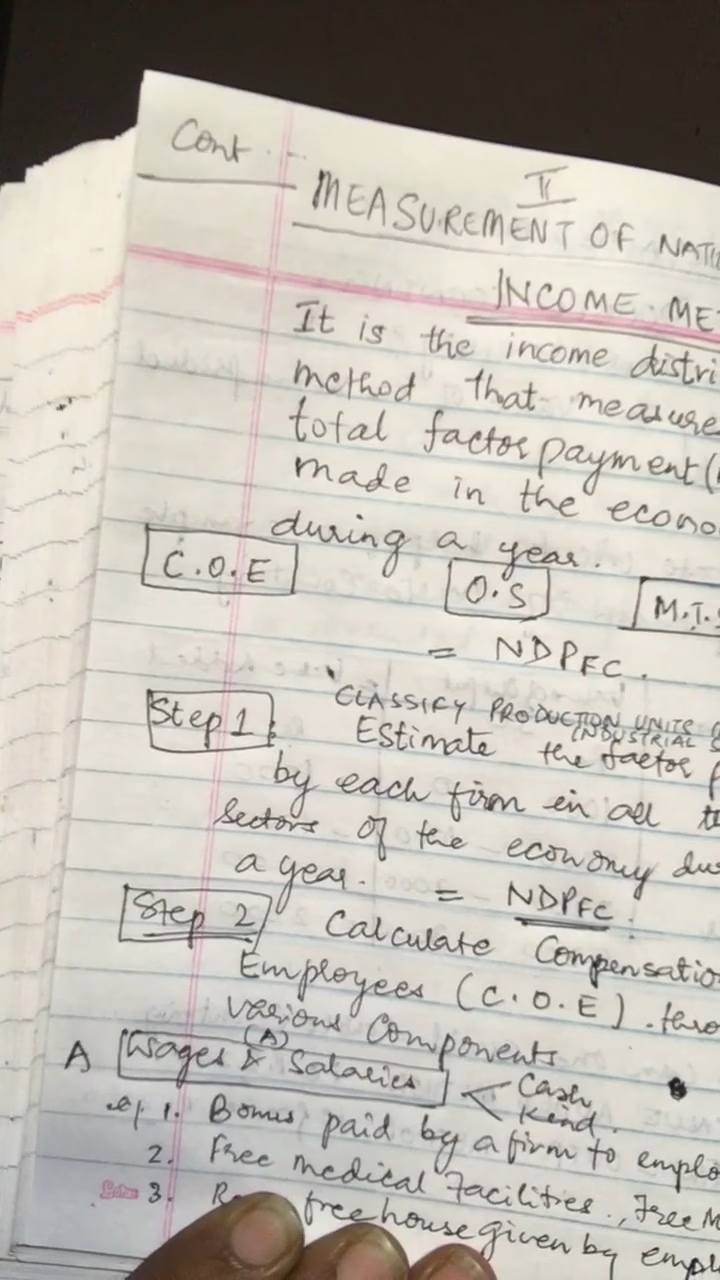 Cont ...
II
MEASUREMENT OF NATI
INCOME. ME
It is the income distri
method that measure
total factor payment (
made in the econo
during a year.
C.O.E O.S M.I.
= NDPFC.
Step 1: CLASSIFY PRODUCTION UNITS
INDUSTRIAL S
Estimate the factor p
by each firm in all
Sectors of the economy du
a year. = NDPFC.
Step 2 Calculate Compensatio
Employees (C.O.E). thro
various Components
(A)
A Wages & Salaries < Cash
Kind.
eg 1. Bonus paid by a firm to emplo
2. Free medical Facilities., Free M
3. free house given by empl